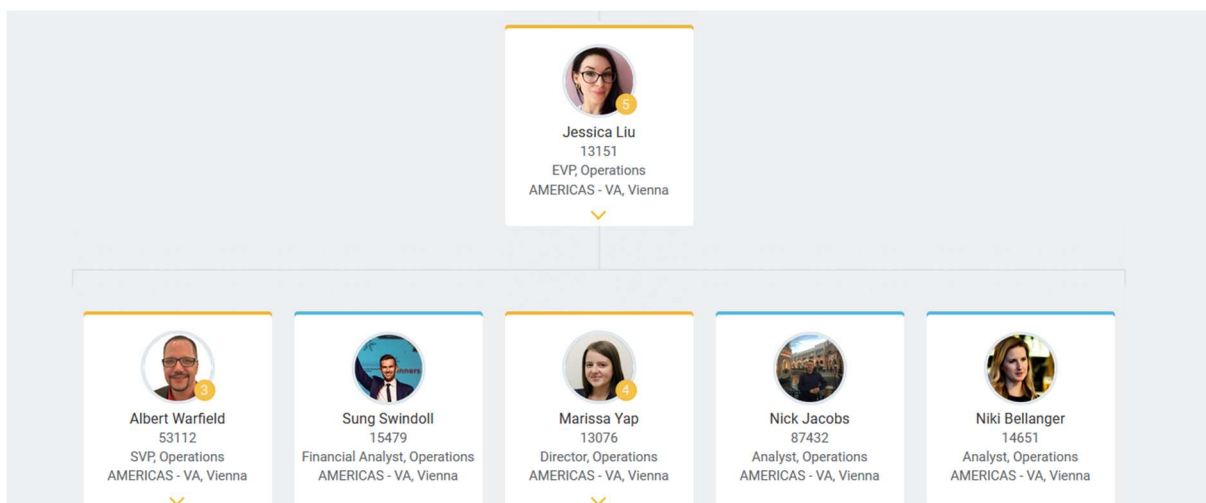 5
Jessica Liu
13151
EVP, Operations
AMERICAS - VA, Vienna
3
Albert Warfield
53112
SVP, Operations
AMERICAS - VA, Vienna
Sung Swindoll
15479
Financial Analyst, Operations
AMERICAS - VA, Vienna
4
Marissa Yap
13076
Director, Operations
AMERICAS - VA, Vienna
Nick Jacobs
87432
Analyst, Operations
AMERICAS - VA, Vienna
Niki Bellanger
14651
Analyst, Operations
AMERICAS - VA, Vienna